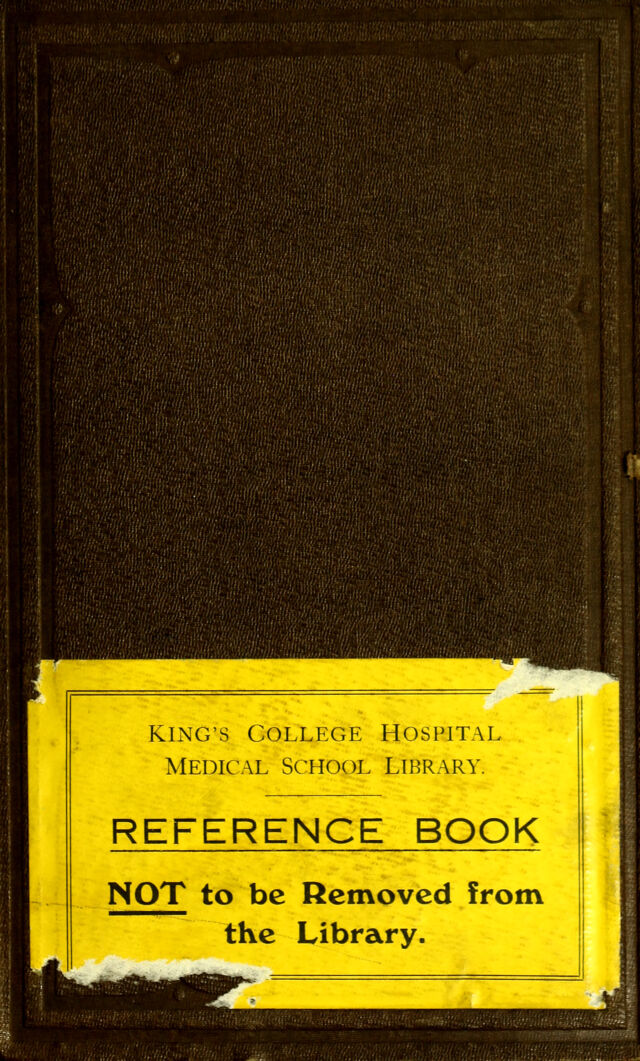 King's College Hospital
Medical School Library.
REFERENCE BOOK
NOT to be Removed from
the Library.